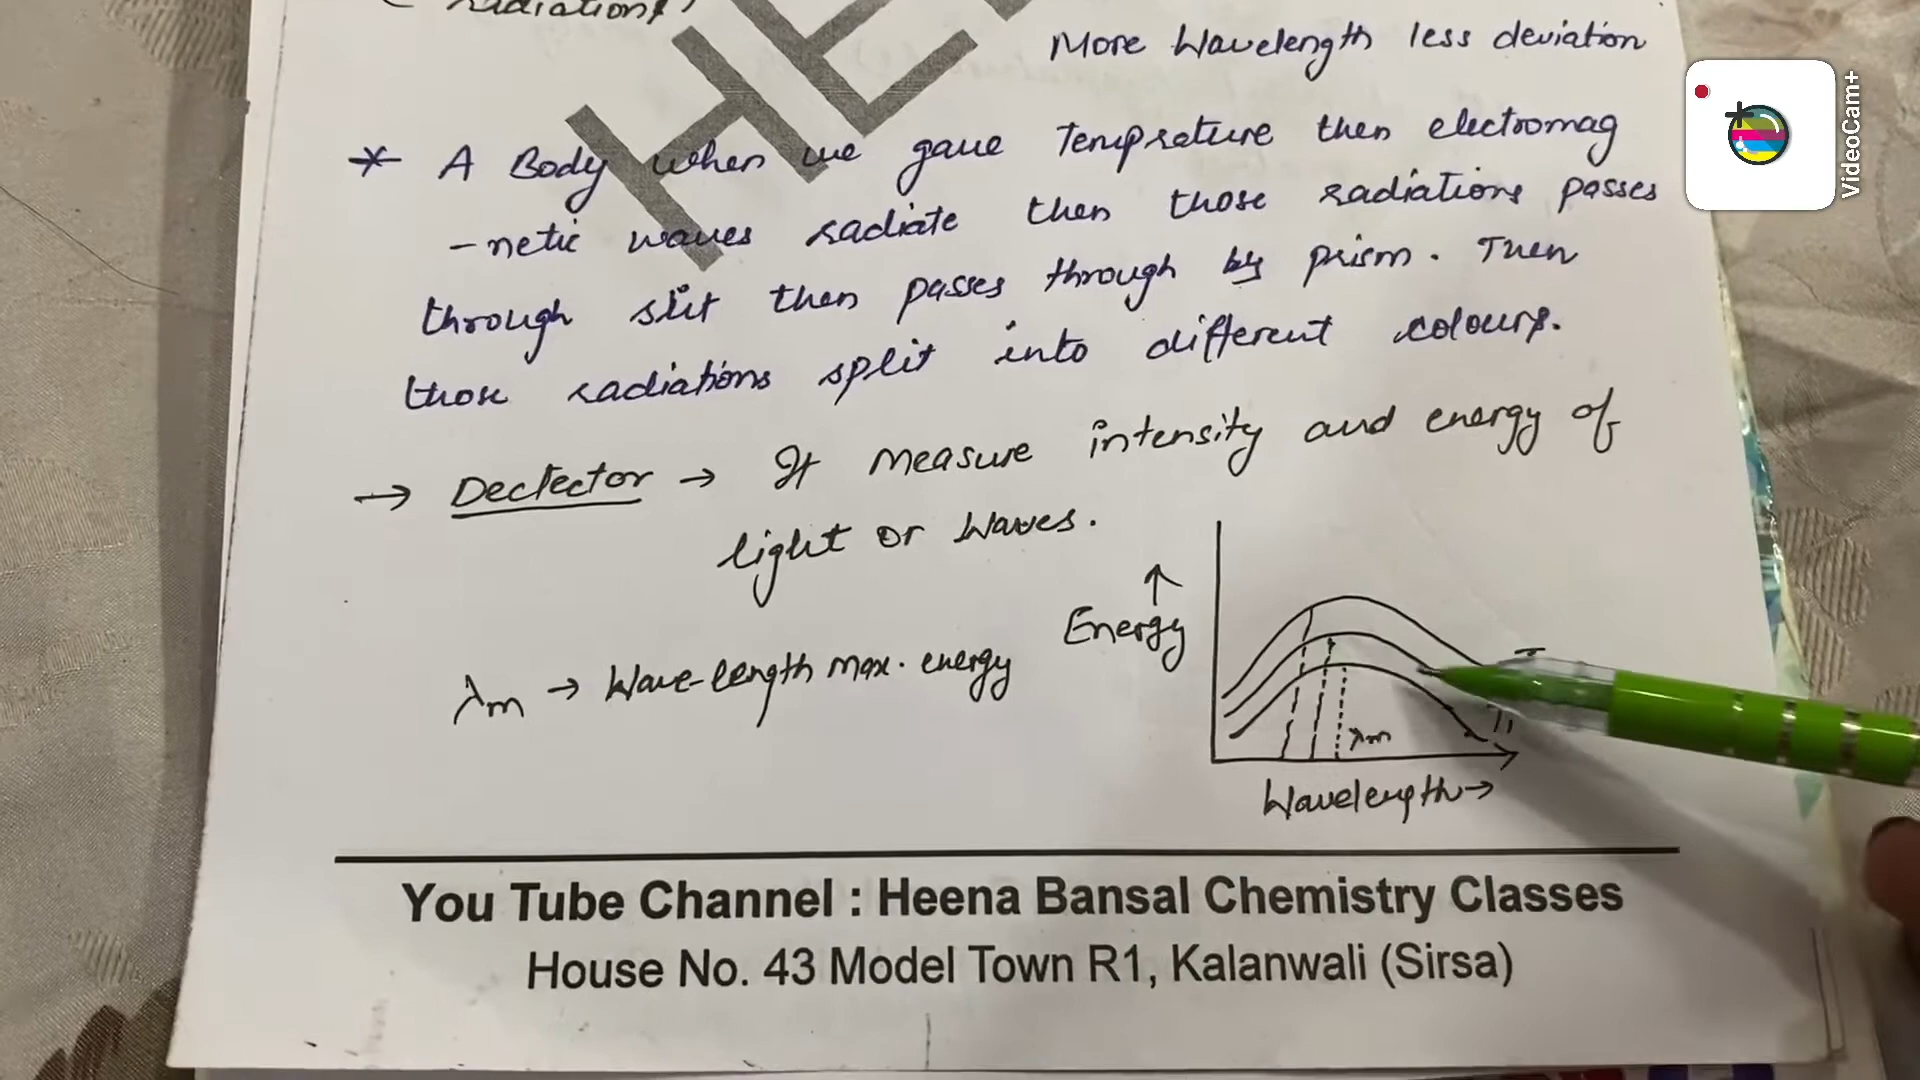 radiations)
More Wavelength less deviation
HE
* A Body when we gave Temprature then electromag
-netic waves radiate then those radiations passes
through slit then passes through by prism. Then
those radiations split into different colours.
→ Dectector → It measure intensity and energy of
light or Waves.
↑
Energy
λm → Wave-length max. energy
λm
T1
Wavelength→
You Tube Channel : Heena Bansal Chemistry Classes
House No. 43 Model Town R1, Kalanwali (Sirsa)
VideoCam+